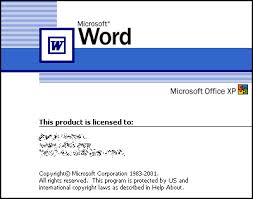 Microsoft®
W
Word
Microsoft Office XP
This product is licensed to:
Copyright© Microsoft Corporation 1983-2001.
All rights reserved. This program is protected by US and
international copyright laws as described in Help About.